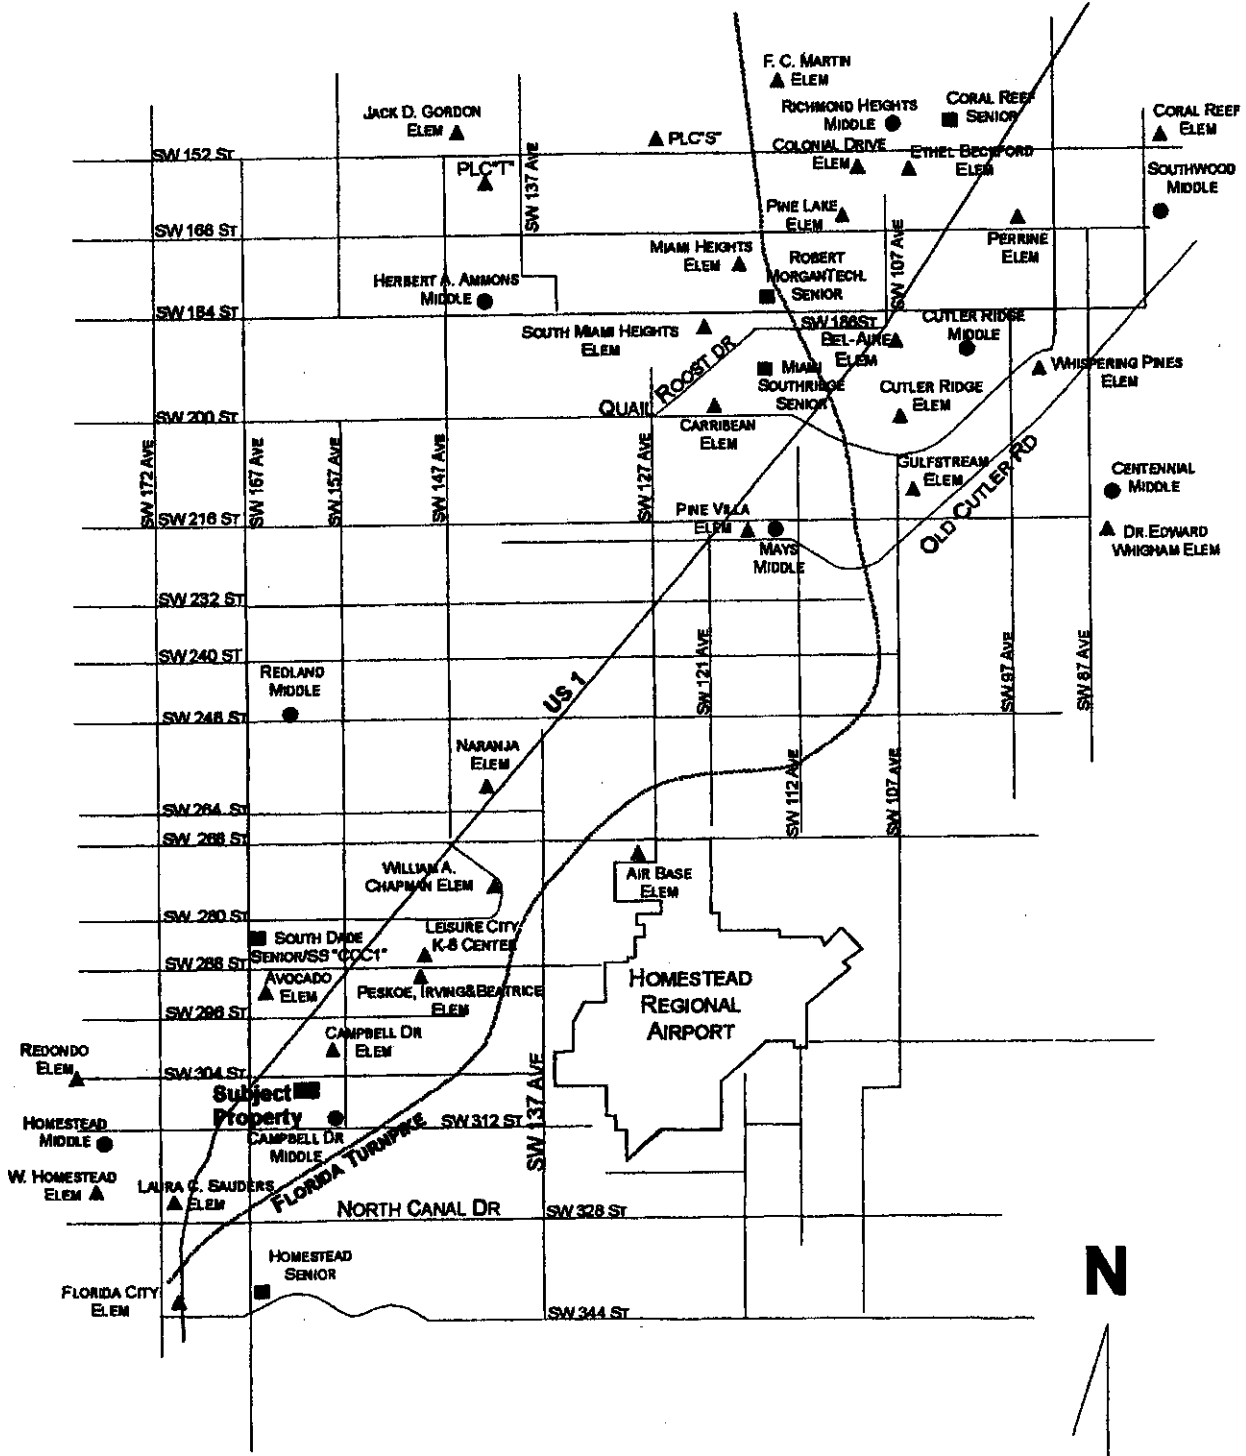 F. C. MARTIN
ELEM
RICHMOND HEIGHTS
MIDDLE
CORAL REEF
SENIOR
CORAL REEF
ELEM
JACK D. GORDON
ELEM
PLC"S"
COLONIAL DRIVE
ELEM
ETHEL BECKFORD
ELEM
SOUTHWOOD
MIDDLE
SW 152 ST
PLC"T"
SW 137 AVE
PINE LAKE
ELEM
SW 107 AVE
PERRINE
ELEM
SW 168 ST
MIAMI HEIGHTS
ELEM
ROBERT
MORGANTECH.
SENIOR
HERBERT A. AMMONS
MIDDLE
SW 184 ST
SOUTH MIAMI HEIGHTS
ELEM
SW 186ST
CUTLER RIDGE
MIDDLE
BEL-AIRE
ELEM
QUAIL ROOST DR
MIAMI
SOUTHRIDGE
SENIOR
WHISPERING PINES
ELEM
CUTLER RIDGE
ELEM
SW 200 ST
CARRIBEAN
ELEM
SW 172 AVE
SW 167 AVE
SW 157 AVE
SW 147 AVE
SW 127 AVE
GULFSTREAM
ELEM
OLD CUTLER RD
CENTENNIAL
MIDDLE
SW 216 ST
PINE VILLA
ELEM
MAYS
MIDDLE
DR.EDWARD
WHIGHAM ELEM
SW 232 ST
SW 240 ST
REDLAND
MIDDLE
US 1
SW 121 AVE
SW 97 AVE
SW 87 AVE
SW 248 ST
NARANJA
ELEM
SW 112 AVE
SW 107 AVE
SW 264 ST
SW 268 ST
WILLIAM A.
CHAPMAN ELEM
AIR BASE
ELEM
SW 280 ST
SOUTH DADE
SENIOR/SS "CCC1"
LEISURE CITY
K-8 CENTER
SW 288 ST
AVOCADO
ELEM
PESKOE, IRVING&BEATRICE
ELEM
HOMESTEAD
REGIONAL
AIRPORT
SW 296 ST
CAMPBELL DR
ELEM
REDONDO
ELEM
SW 304 ST
Subject
Property
SW 137 AVE
HOMESTEAD
MIDDLE
CAMPBELL DR
MIDDLE
SW 312 ST
FLORIDA TURNPIKE
W. HOMESTEAD
ELEM
LAURA C. SAUDERS
ELEM
NORTH CANAL DR
SW 328 ST
HOMESTEAD
SENIOR
FLORIDA CITY
ELEM
SW 344 ST
N